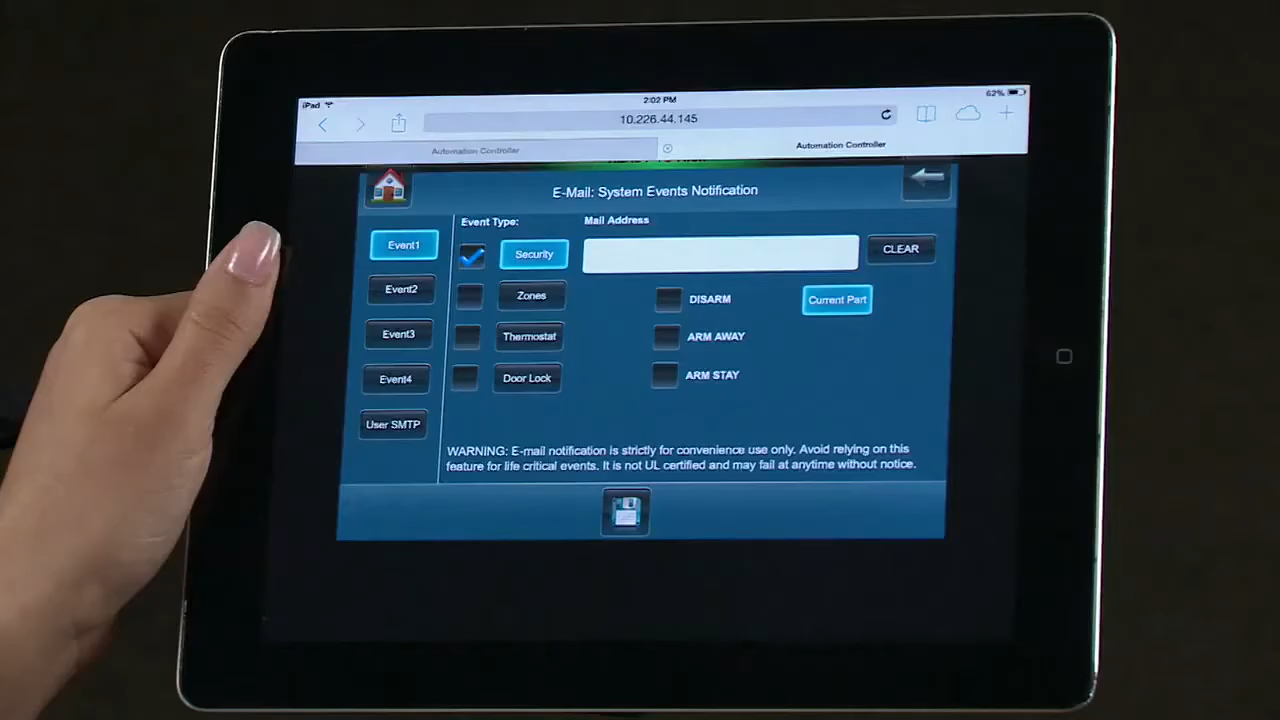 iPad
2:02 PM
62%
10.226.44.145
Automation Controller
Automation Controller
E-Mail: System Events Notification
Event Type:
Mail Address
Event1
Security
CLEAR
Event2
Zones
DISARM
Current Part
Event3
Thermostat
ARM AWAY
Event4
Door Lock
ARM STAY
User SMTP
WARNING: E-mail notification is strictly for convenience use only. Avoid relying on this
feature for life critical events. It is not UL certified and may fail at anytime without notice.